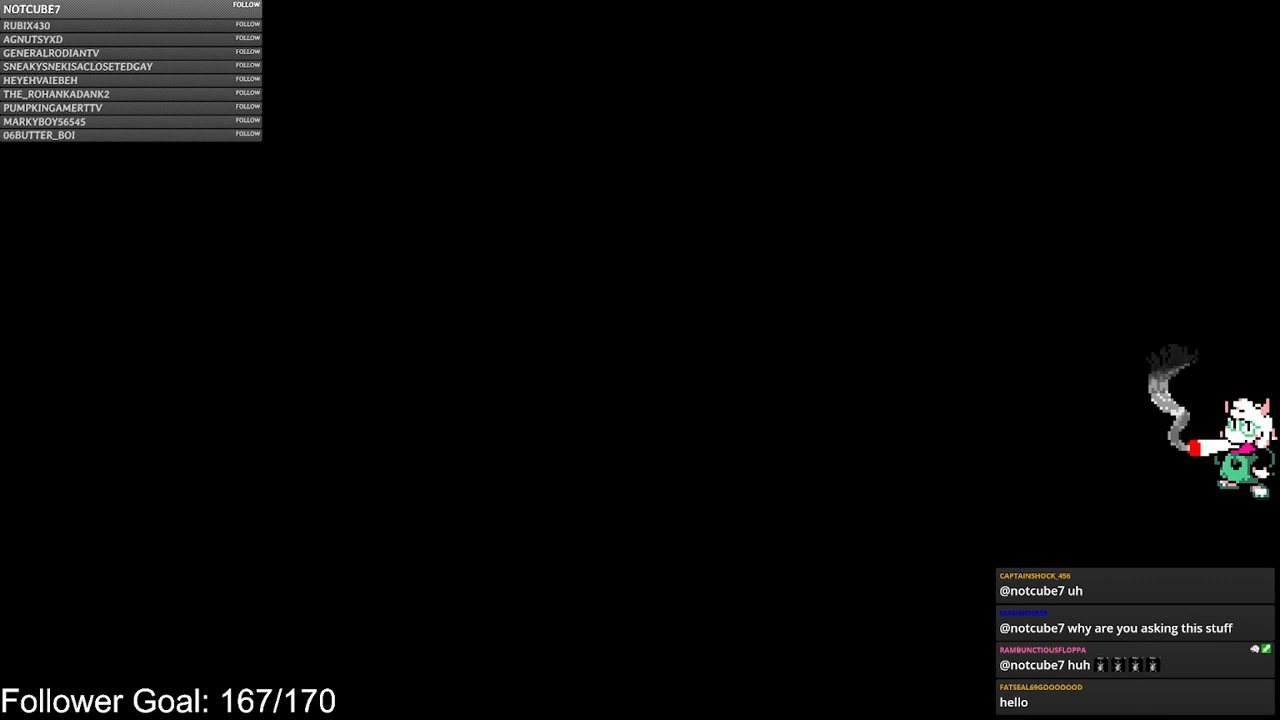 NOTCUBE7 FOLLOW
RUBIX430 FOLLOW
AGNUTSYXD FOLLOW
GENERALRODIANTV FOLLOW
SNEAKYSNEKISACLOSETEDGAY FOLLOW
HEYEHVAIEBEH FOLLOW
THE_ROHANKADANK2 FOLLOW
PUMPKINGAMERTTV FOLLOW
MARKYBOY56545 FOLLOW
06BUTTER_BOI FOLLOW
CAPTAINSHOCK_456
@notcube7 uh
@notcube7 why are you asking this stuff
RAMBUNCTIOUSFLOPPA
@notcube7 huh
FATSEAL69GOOOOOOD
hello
Follower Goal: 167/170